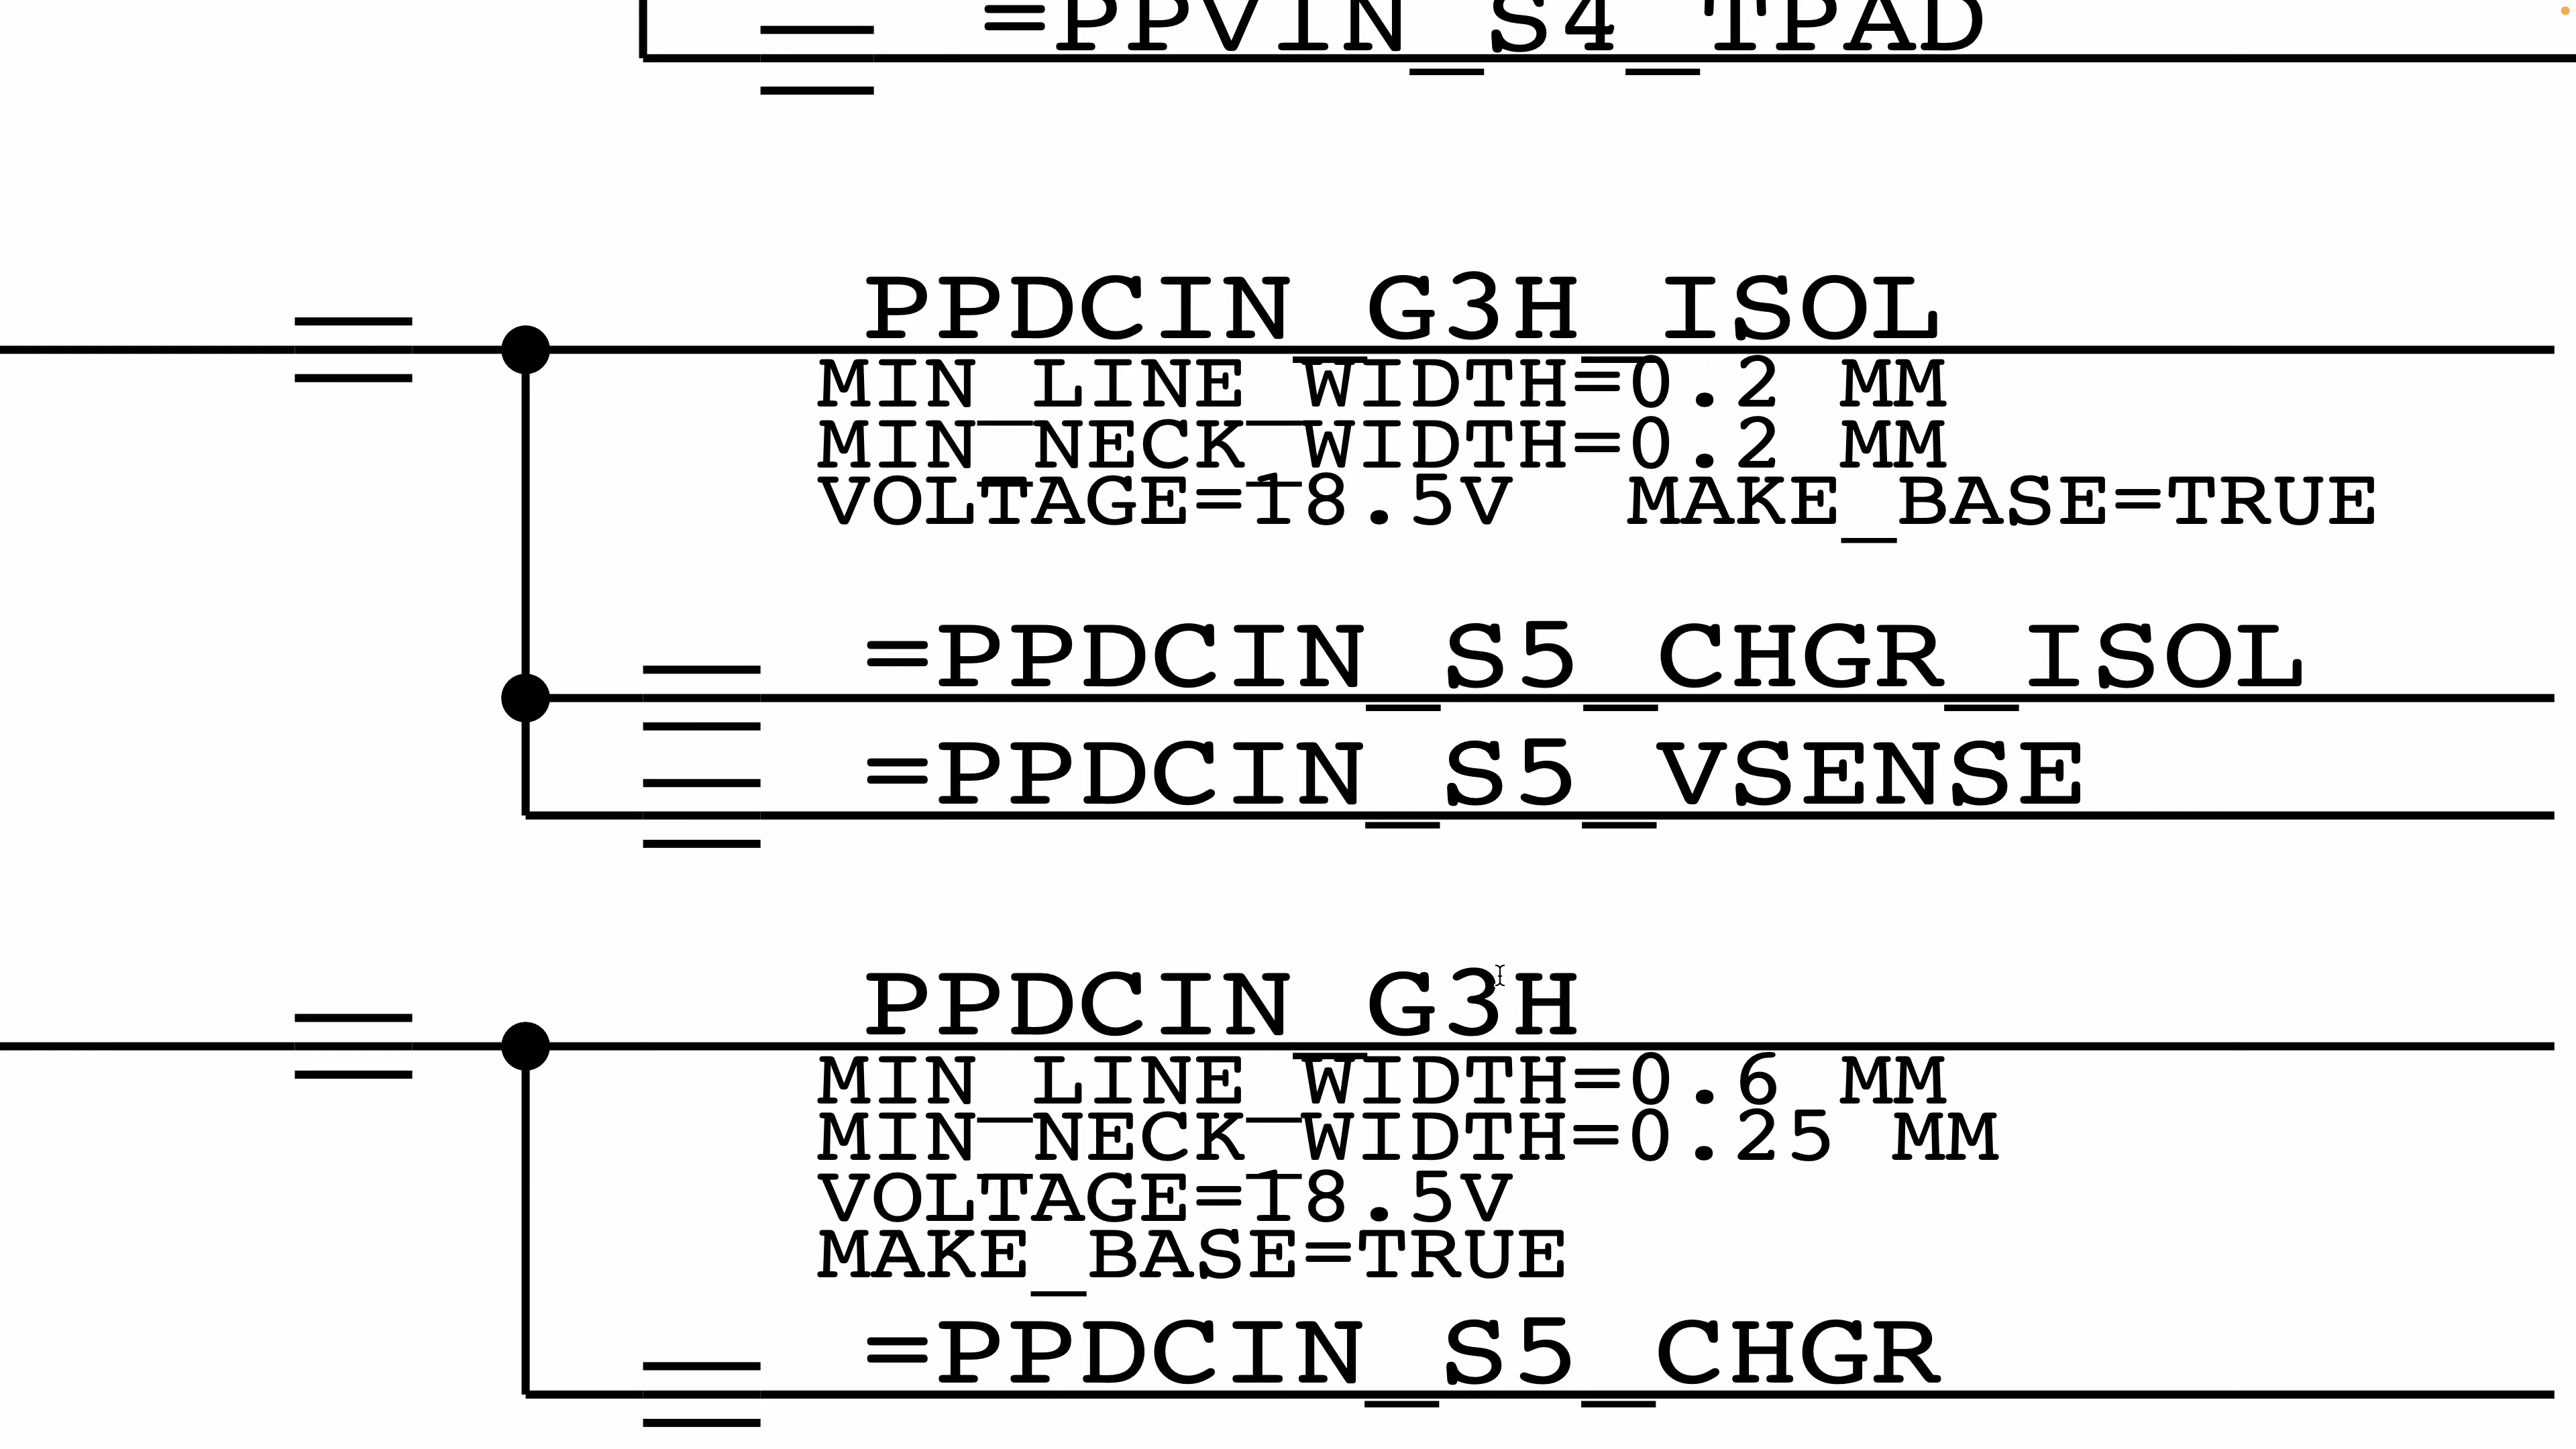 =PPVIN_S4_TPAD
PPDCIN_G3H_ISOL
MIN_LINE_WIDTH=0.2 MM
MIN_NECK_WIDTH=0.2 MM
VOLTAGE=18.5V MAKE_BASE=TRUE
=PPDCIN_S5_CHGR_ISOL
=PPDCIN_S5_VSENSE
PPDCIN_G3H
MIN_LINE_WIDTH=0.6 MM
MIN_NECK_WIDTH=0.25 MM
VOLTAGE=18.5V
MAKE_BASE=TRUE
=PPDCIN_S5_CHGR